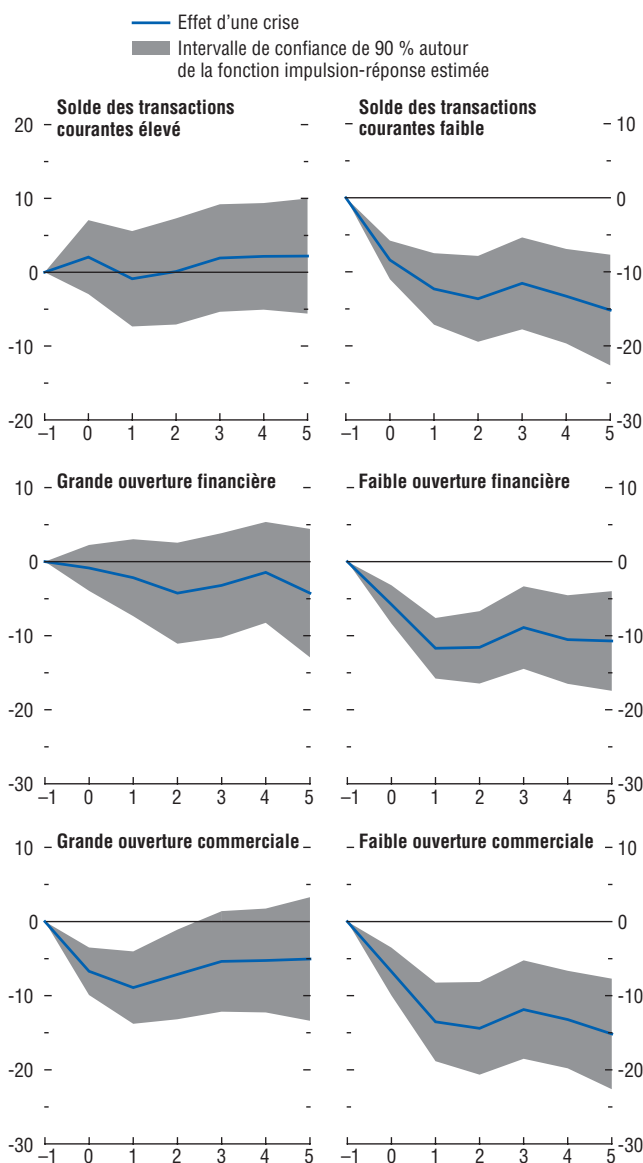 Effet d'une crise
Intervalle de confiance de 90 % autour
de la fonction impulsion-réponse estimée
Solde des transactions
courantes élevé
20
10
0
-10
-20
–1 0 1 2 3 4 5
Solde des transactions
courantes faible
10
0
-10
-20
-30
–1 0 1 2 3 4 5
Grande ouverture financière
10
0
-10
-20
-30
–1 0 1 2 3 4 5
Faible ouverture financière
10
0
-10
-20
-30
–1 0 1 2 3 4 5
Grande ouverture commerciale
10
0
-10
-20
-30
–1 0 1 2 3 4 5
Faible ouverture commerciale
10
0
-10
-20
-30
–1 0 1 2 3 4 5